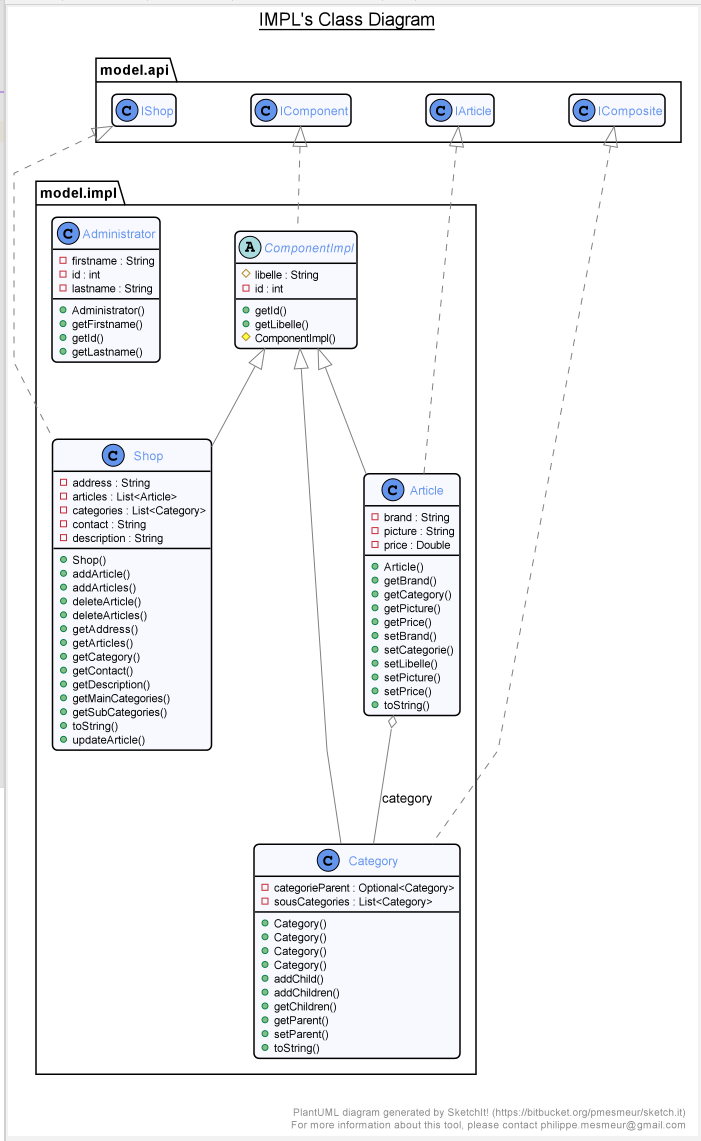 IMPL's Class Diagram
model.api
C IShop
C IComponent
C IArticle
C IComposite
model.impl
C Administrator
firstname : String
id : int
lastname : String
Administrator()
getFirstname()
getId()
getLastname()
A ComponentImpl
libelle : String
id : int
getId()
getLibelle()
ComponentImpl()
C Shop
address : String
articles : List<Article>
categories : List<Category>
contact : String
description : String
Shop()
addArticle()
addArticles()
deleteArticle()
deleteArticles()
getAddress()
getArticles()
getCategory()
getContact()
getDescription()
getMainCategories()
getSubCategories()
toString()
updateArticle()
C Article
brand : String
picture : String
price : Double
Article()
getBrand()
getCategory()
getPicture()
getPrice()
setBrand()
setCategorie()
setLibelle()
setPicture()
setPrice()
toString()
category
C Category
categorieParent : Optional<Category>
sousCategories : List<Category>
Category()
Category()
Category()
Category()
addChild()
addChildren()
getChildren()
getParent()
setParent()
toString()
PlantUML diagram generated by SketchIt! (https://bitbucket.org/pmesmeur/sketch.it)
For more information about this tool, please contact philippe.mesmeur@gmail.com